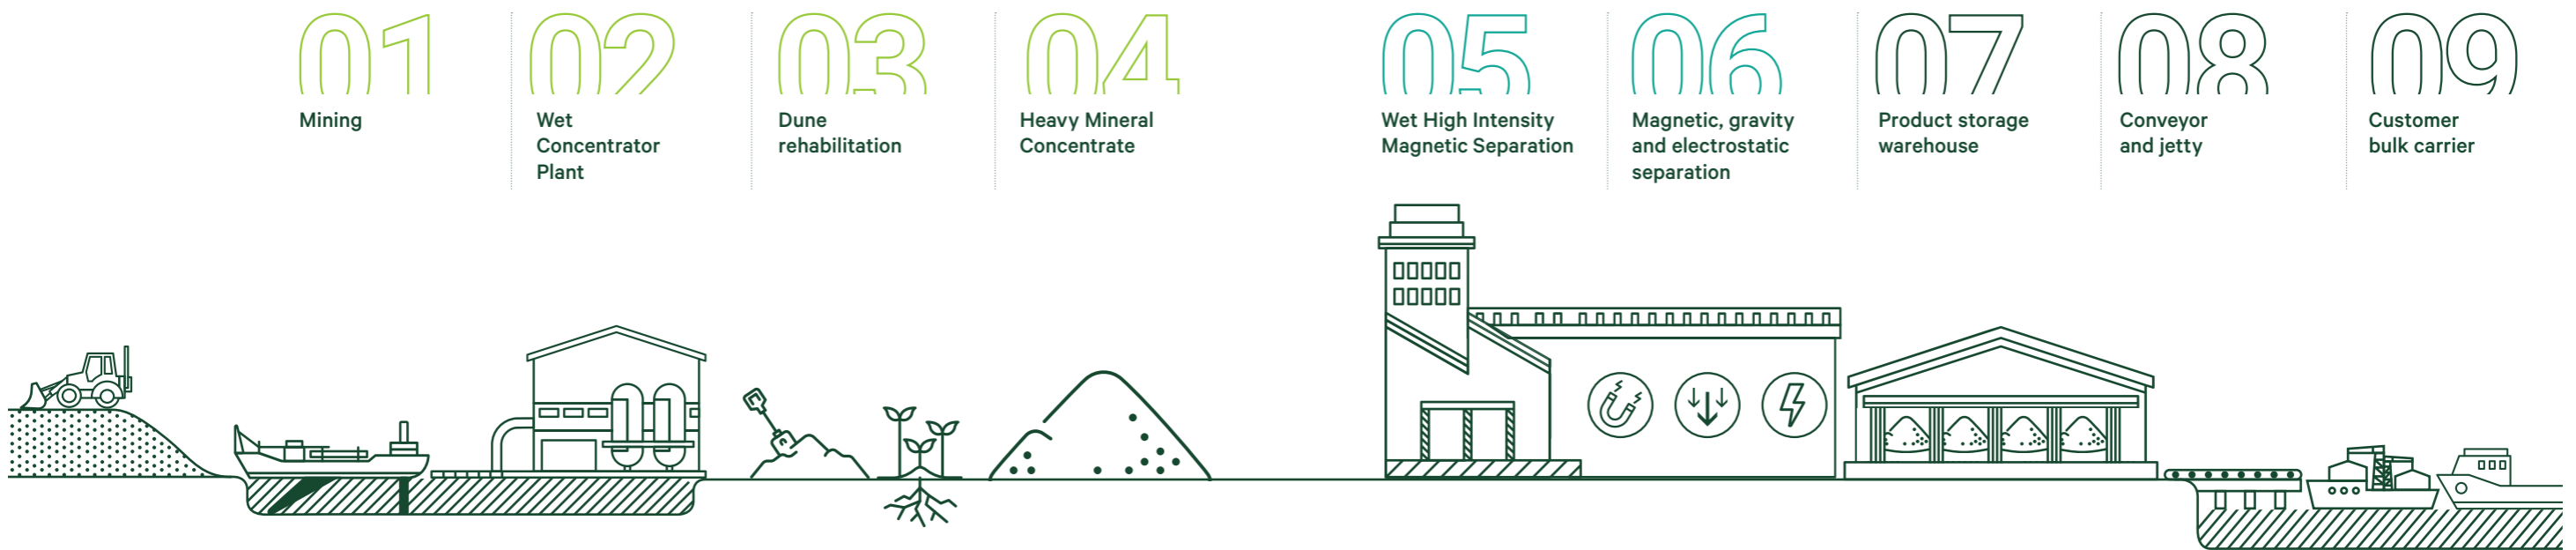 01
Mining
02
Wet
Concentrator
Plant
03
Dune
rehabilitation
04
Heavy Mineral
Concentrate
05
Wet High Intensity
Magnetic Separation
06
Magnetic, gravity
and electrostatic
separation
07
Product storage
warehouse
08
Conveyor
and jetty
09
Customer
bulk carrier